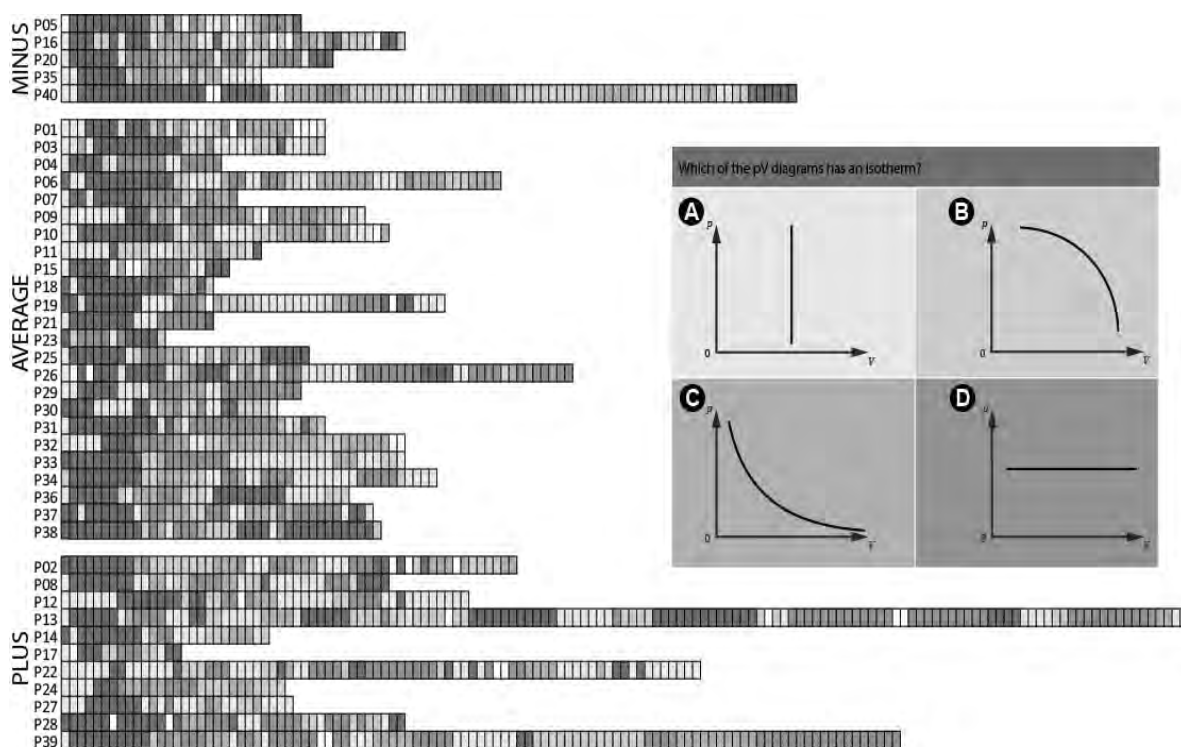 MINUS
P05
P16
P20
P35
P40
AVERAGE
P01
P03
P04
P06
P07
P09
P10
P11
P15
P18
P19
P21
P23
P25
P26
P29
P30
P31
P32
P33
P34
P36
P37
P38
PLUS
P02
P08
P12
P13
P14
P17
P22
P24
P27
P28
P39
Which of the pV diagrams has an isotherm?
A
p
0
V
B
p
0
V
C
p
0
D